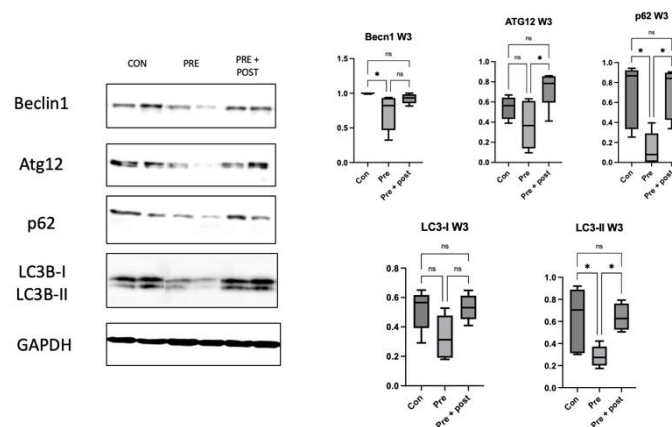 CON PRE PRE +
POST
Beclin1
Atg12
p62
LC3B-I
LC3B-II
GAPDH
Becn1 W3
ns
* ns
1.5
1.0
0.5
0.0
Con Pre Pre + post
ATG12 W3
ns
ns *
1.0
0.8
0.6
0.4
0.2
0.0
Con Pre Pre + post
p62 W3
ns
* *
1.0
0.8
0.6
0.4
0.2
0.0
Con Pre Pre + post
LC3-I W3
ns
ns ns
0.8
0.6
0.4
0.2
0.0
Con Pre Pre + post
LC3-II W3
ns
* *
1.0
0.8
0.6
0.4
0.2
0.0
Con Pre Pre + post